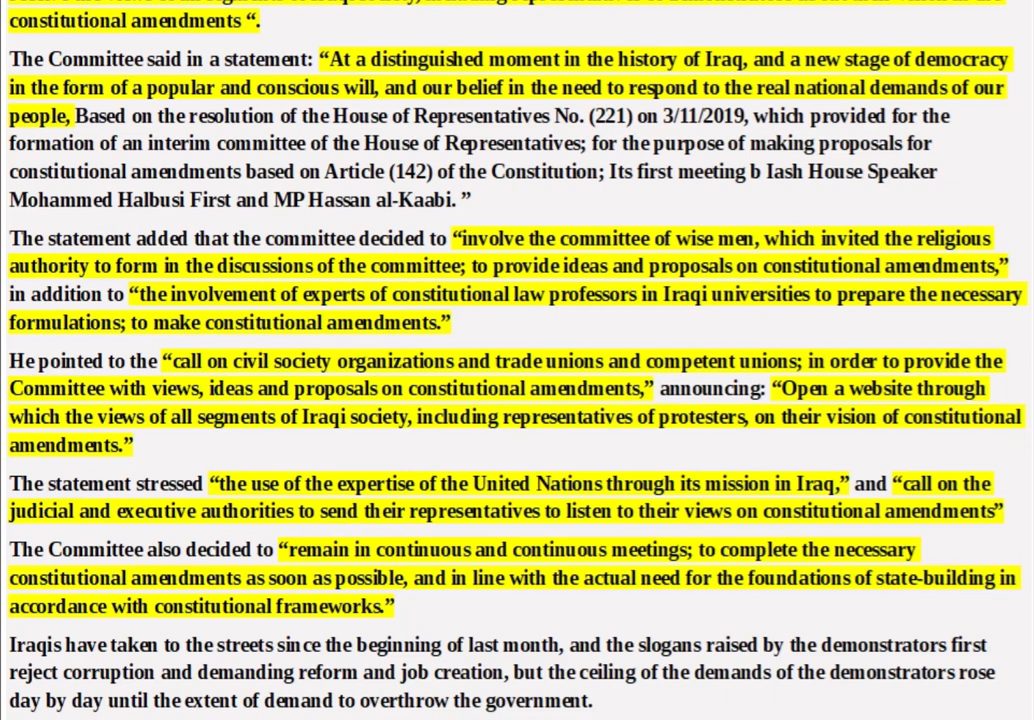 constitutional amendments “.
The Committee said in a statement: “At a distinguished moment in the history of Iraq, and a new stage of democracy
in the form of a popular and conscious will, and our belief in the need to respond to the real national demands of our
people, Based on the resolution of the House of Representatives No. (221) on 3/11/2019, which provided for the
formation of an interim committee of the House of Representatives; for the purpose of making proposals for
constitutional amendments based on Article (142) of the Constitution; Its first meeting b Iash House Speaker
Mohammed Halbusi First and MP Hassan al-Kaabi. ”
The statement added that the committee decided to “involve the committee of wise men, which invited the religious
authority to form in the discussions of the committee; to provide ideas and proposals on constitutional amendments,”
in addition to “the involvement of experts of constitutional law professors in Iraqi universities to prepare the necessary
formulations; to make constitutional amendments.”
He pointed to the “call on civil society organizations and trade unions and competent unions; in order to provide the
Committee with views, ideas and proposals on constitutional amendments,” announcing: “Open a website through
which the views of all segments of Iraqi society, including representatives of protesters, on their vision of constitutional
amendments.”
The statement stressed “the use of the expertise of the United Nations through its mission in Iraq,” and “call on the
judicial and executive authorities to send their representatives to listen to their views on constitutional amendments”
The Committee also decided to “remain in continuous and continuous meetings; to complete the necessary
constitutional amendments as soon as possible, and in line with the actual need for the foundations of state-building in
accordance with constitutional frameworks.”
Iraqis have taken to the streets since the beginning of last month, and the slogans raised by the demonstrators first
reject corruption and demanding reform and job creation, but the ceiling of the demands of the demonstrators rose
day by day until the extent of demand to overthrow the government.